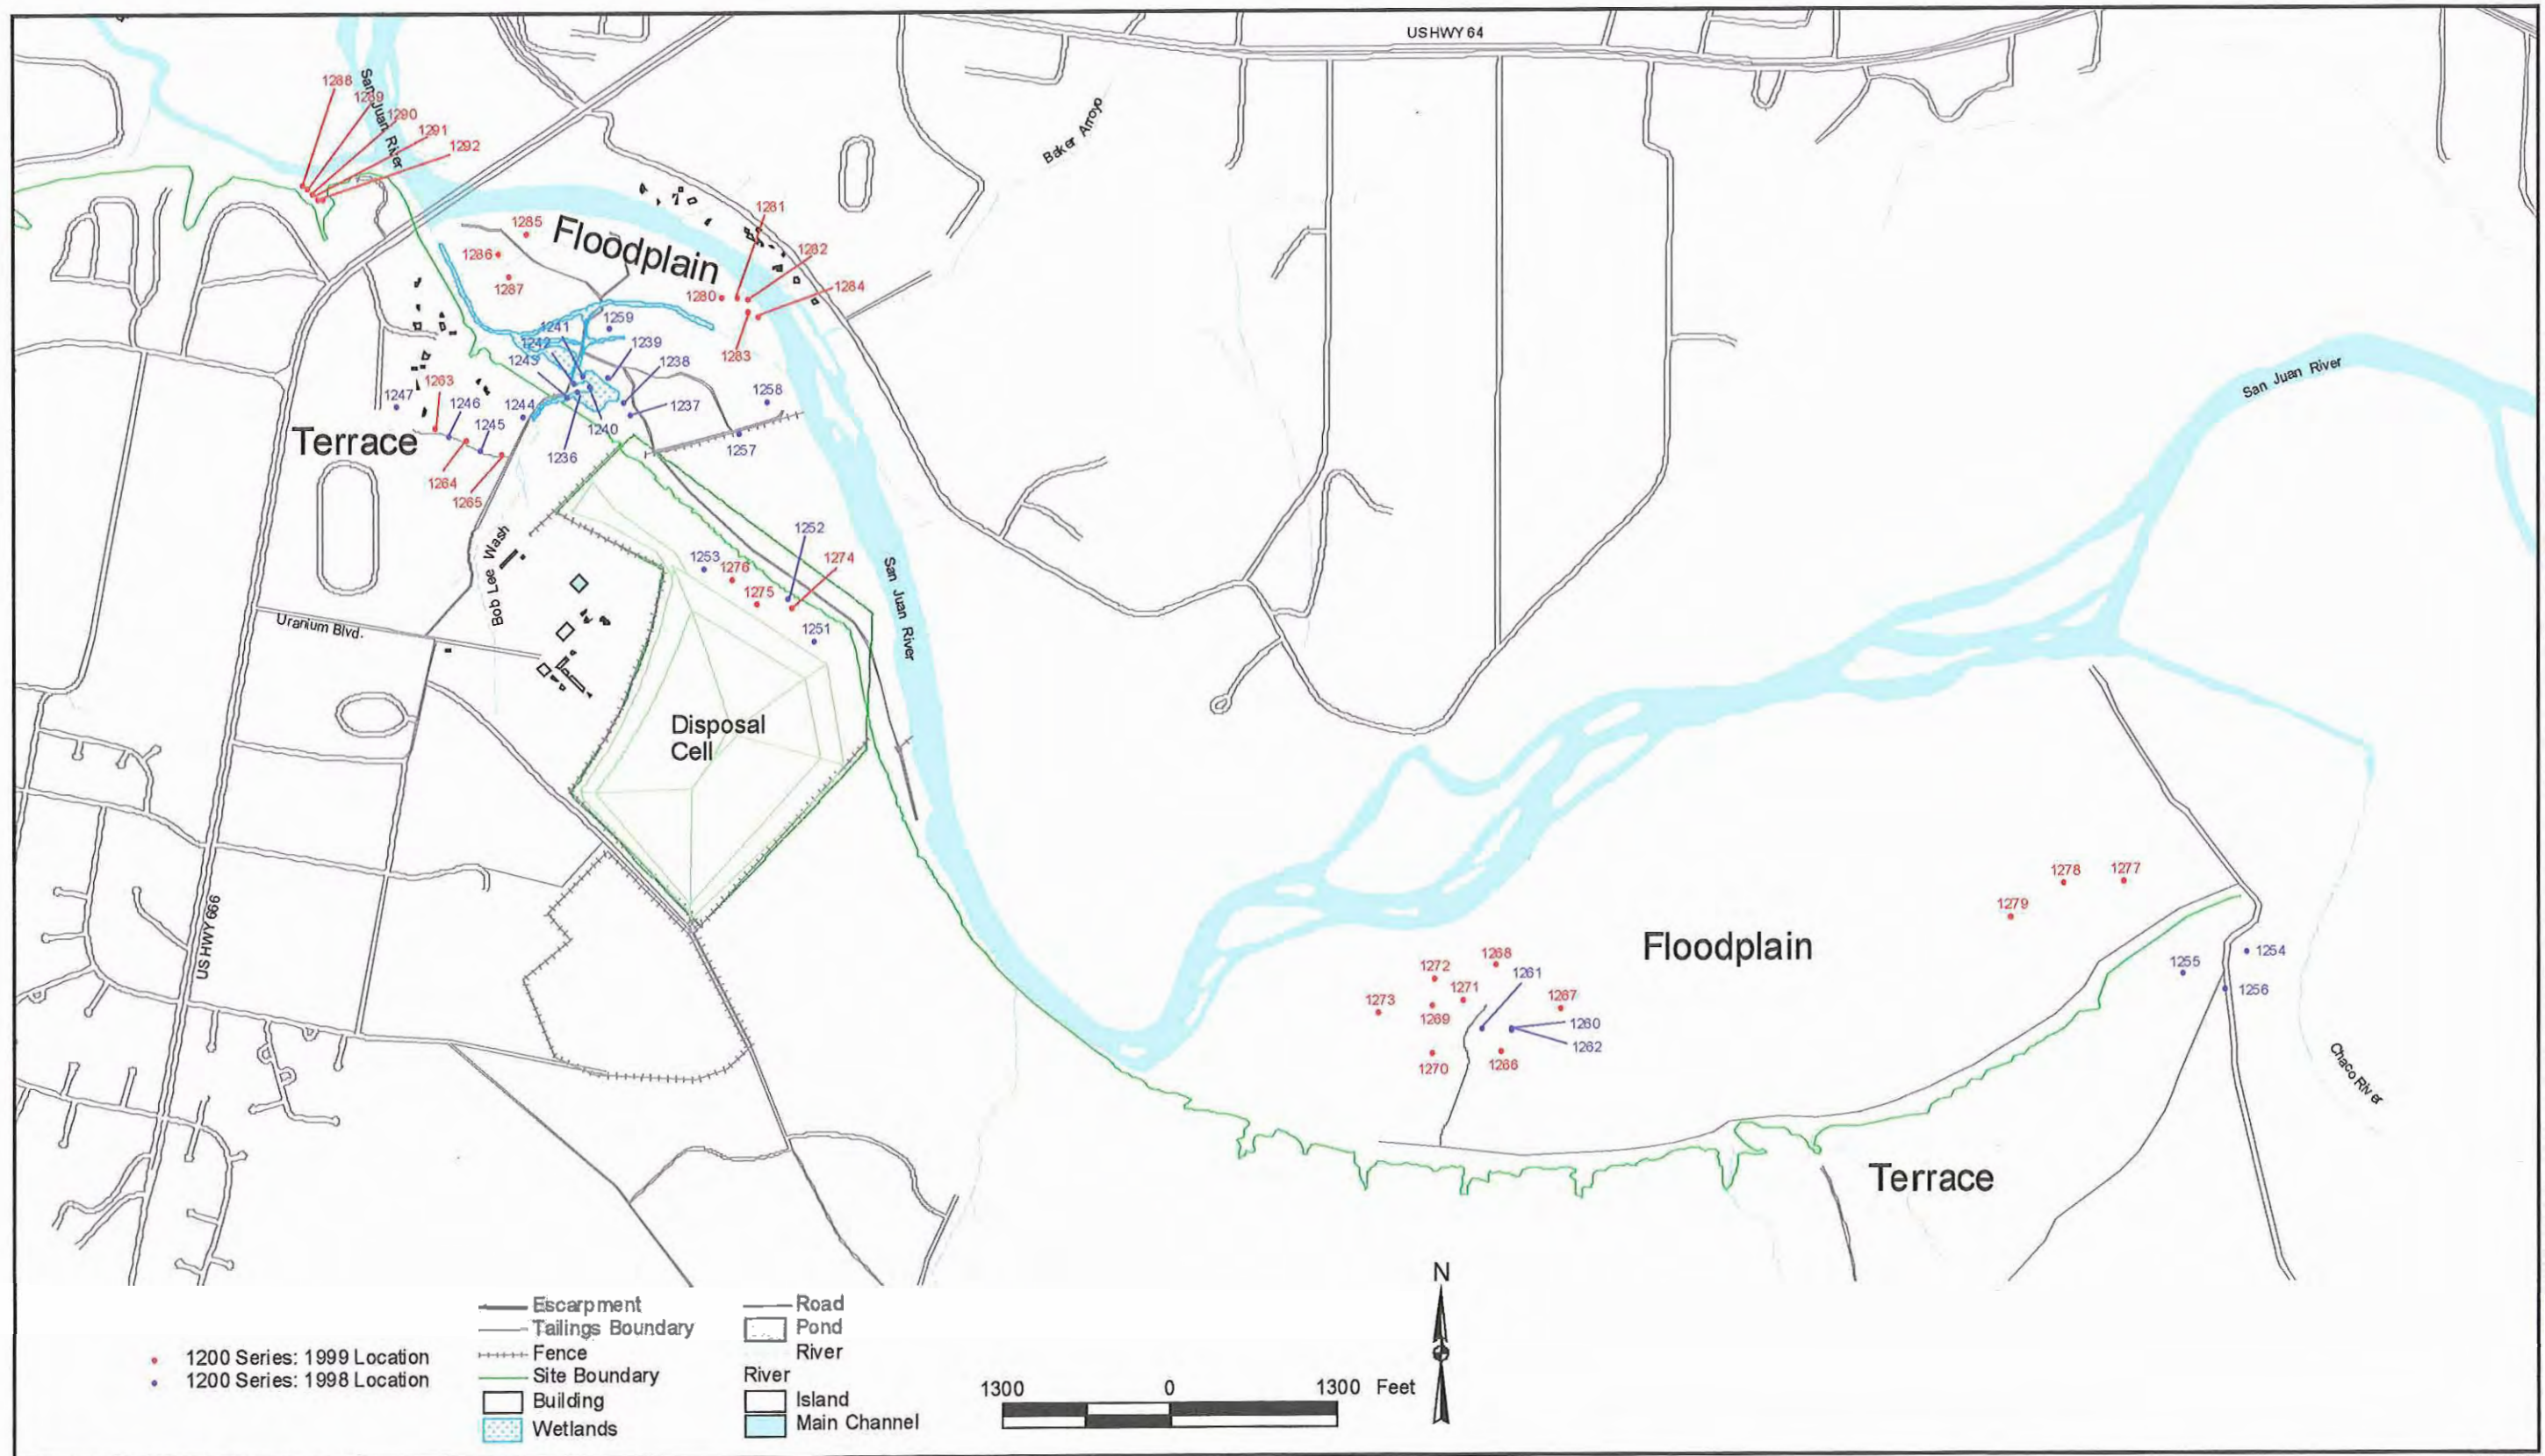 US HWY 64
1288
San Juan River
1289
1290
1291
1292
Baker Arroyo
1281
1285
Floodplain
1282
1286
1287
1280
1284
1241
1259
1283
1242
1239
1243
1238
San Juan River
1263
1258
1247
1246
1244
1237
1245
1240
Terrace
1236
1257
1264
1265
Bob Lee Wash
1252
1253
1276
1274
1275
San Juan River
1251
Uranium Blvd.
Disposal
Cell
1278
1277
1279
US HWY 666
Floodplain
1268
1254
1272
1261
1255
1271
1273
1267
1256
1269
1260
1262
1266
1270
Chaco River
Terrace
N
Escarpment
Tailings Boundary
Fence
Site Boundary
Building
Wetlands
Road
Pond
River
River
Island
Main Channel
1200 Series: 1999 Location
1200 Series: 1998 Location
1300 0 1300 Feet